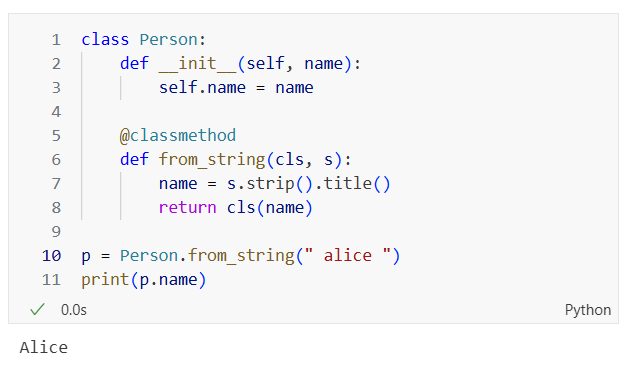 1 class Person:
2     def __init__(self, name):
3         self.name = name
4
5     @classmethod
6     def from_string(cls, s):
7         name = s.strip().title()
8         return cls(name)
9
10 p = Person.from_string(" alice ")
11 print(p.name)
✓ 0.0s Python
Alice